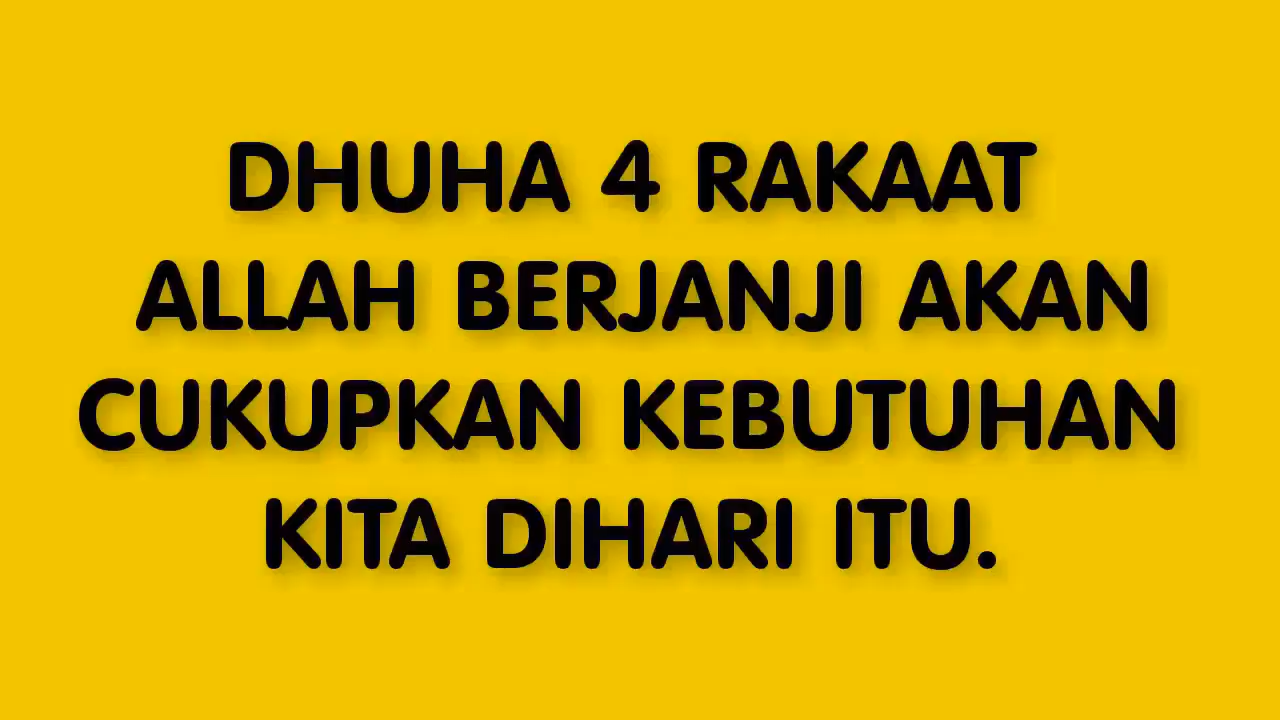 DHUHA 4 RAKAAT
ALLAH BERJANJI AKAN
CUKUPKAN KEBUTUHAN
KITA DIHARI ITU.